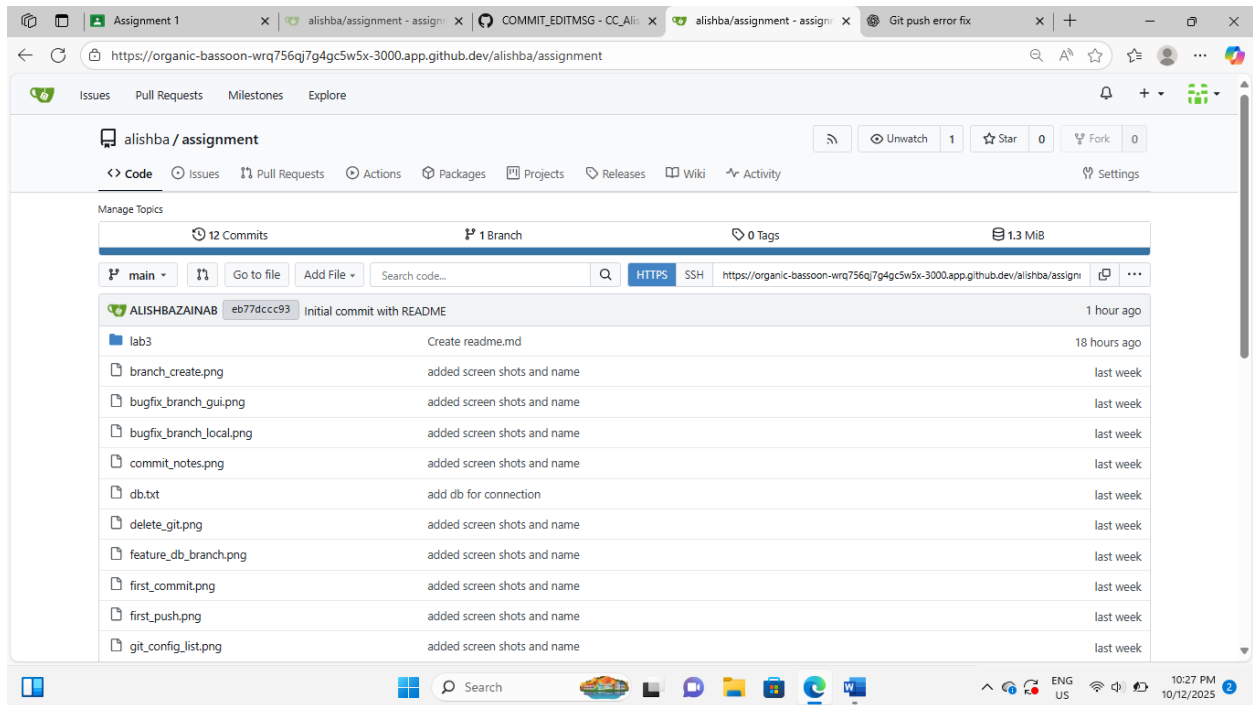 Assignment 1
alishba/assignment - assignr
COMMIT_EDITMSG - CC_Alis
alishba/assignment - assignr
Git push error fix
https://organic-bassoon-wrq756qj7g4gc5w5x-3000.app.github.dev/alishba/assignment
Issues Pull Requests Milestones Explore
alishba / assignment
Unwatch 1 Star 0 Fork 0
<> Code Issues Pull Requests Actions Packages Projects Releases Wiki Activity Settings
Manage Topics
12 Commits 1 Branch 0 Tags 1.3 MiB
main Go to file Add File Search code... HTTPS SSH https://organic-bassoon-wrq756qj7g4gc5w5x-3000.app.github.dev/alishba/assignr
ALISHBAZAINAB eb77dccc93 Initial commit with README 1 hour ago
lab3 Create readme.md 18 hours ago
branch_create.png added screen shots and name last week
bugfix_branch_gui.png added screen shots and name last week
bugfix_branch_local.png added screen shots and name last week
commit_notes.png added screen shots and name last week
db.txt add db for connection last week
delete_git.png added screen shots and name last week
feature_db_branch.png added screen shots and name last week
first_commit.png added screen shots and name last week
first_push.png added screen shots and name last week
git_config_list.png added screen shots and name last week
Search ENG 10:27 PM
US 10/12/2025 2